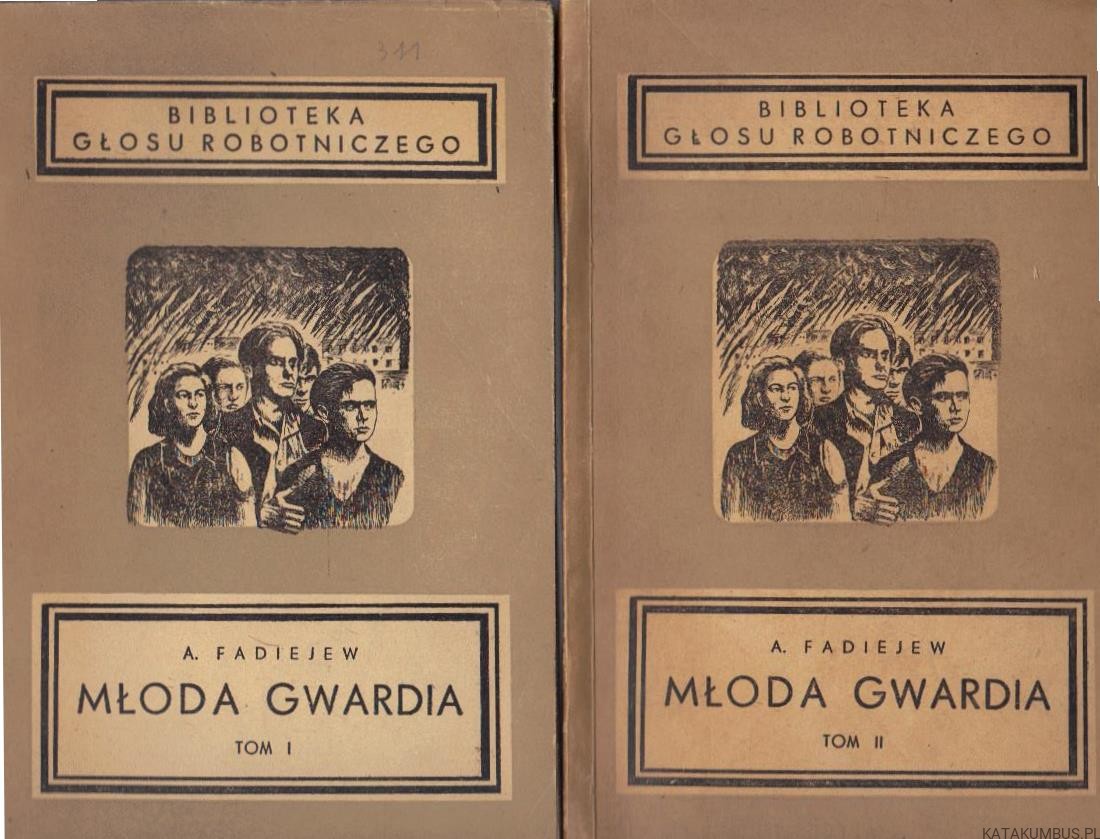 311
BIBLIOTEKA
GŁOSU ROBOTNICZEGO
A. FADIEJEW
MŁODA GWARDIA
TOM I
BIBLIOTEKA
GŁOSU ROBOTNICZEGO
A. FADIEJEW
MŁODA GWARDIA
TOM II
KATAKUMBUS.PL